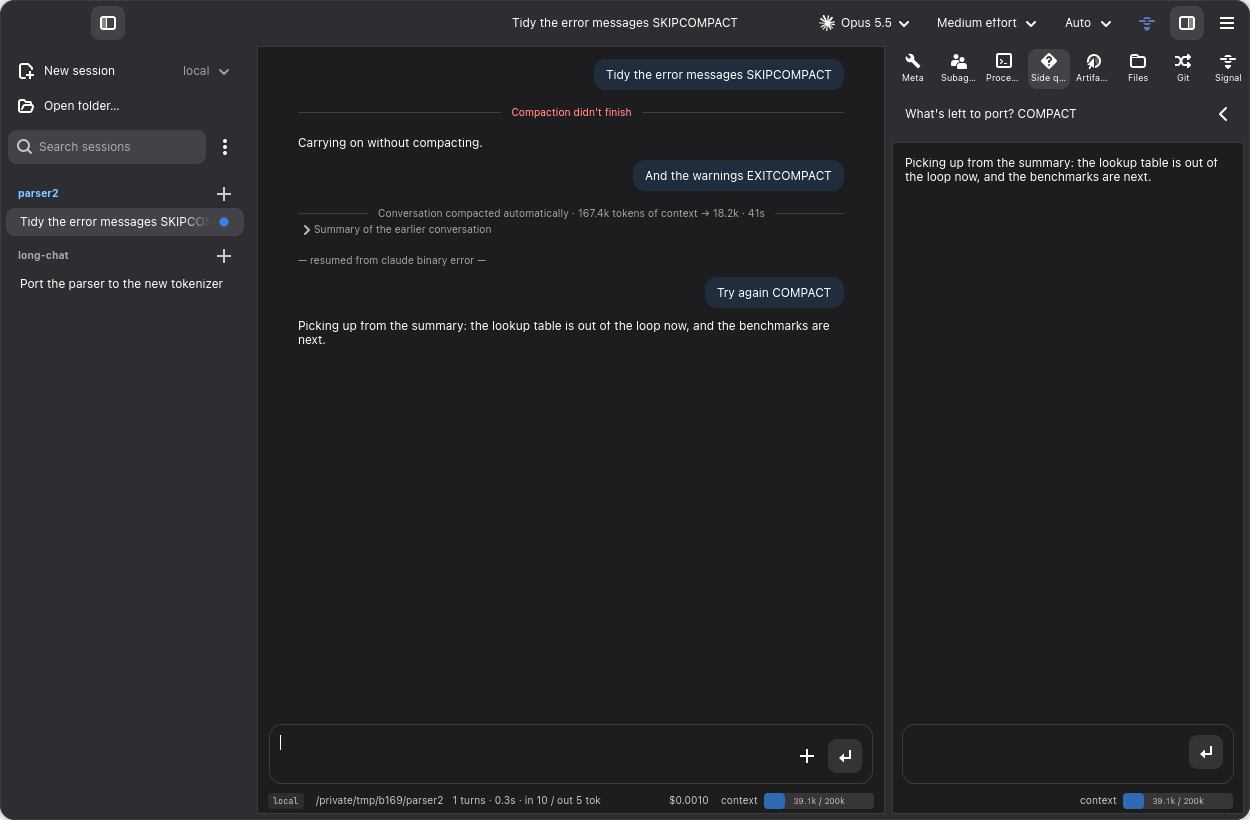 Tidy the error messages SKIPCOMPACT
Opus 5.5
Medium effort
Auto
New session
local
Open folder...
Search sessions
parser2
Tidy the error messages SKIPCO
long-chat
Port the parser to the new tokenizer
Tidy the error messages SKIPCOMPACT
Compaction didn't finish
Carrying on without compacting.
And the warnings EXITCOMPACT
Conversation compacted automatically · 167.4k tokens of context → 18.2k · 41s
Summary of the earlier conversation
— resumed from claude binary error —
Try again COMPACT
Picking up from the summary: the lookup table is out of the loop now, and the benchmarks are
next.
local
/private/tmp/b169/parser2
1 turns · 0.3s · in 10 / out 5 tok
$0.0010
context
39.1k / 200k
Meta
Subag...
Proce...
Side q...
Artifa...
Files
Git
Signal
What's left to port? COMPACT
Picking up from the summary: the lookup table is out of
the loop now, and the benchmarks are next.
context
39.1k / 200k